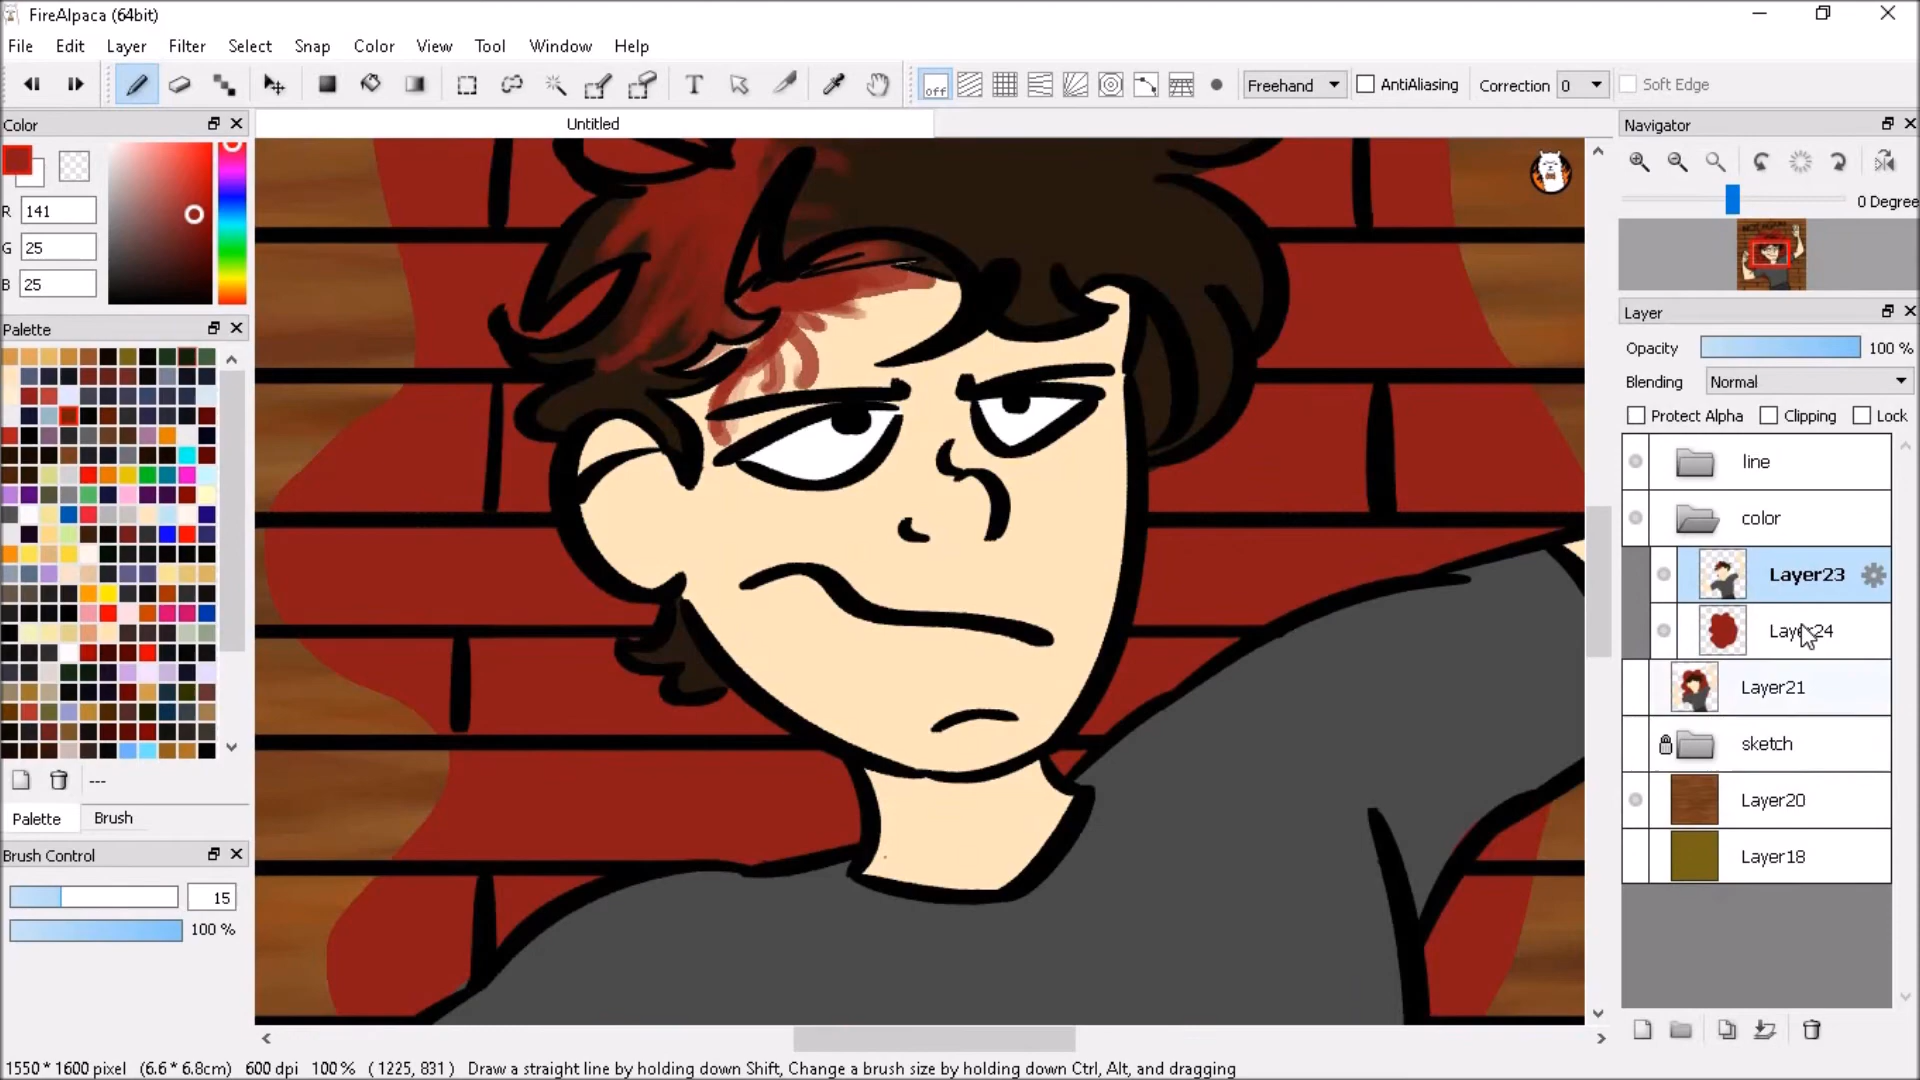 FireAlpaca (64bit)
File Edit Layer Filter Select Snap Color View Tool Window Help
off Freehand AntiAliasing Correction 0 Soft Edge
T
Color
Untitled
Navigator
R 141
G 25
B 25
0 Degree
Layer
Palette
Opacity 100 %
Blending Normal
Protect Alpha Clipping Lock
line
color
Layer23
Layer24
Layer21
sketch
Layer20
Layer18
---
Palette Brush
Brush Control
15
100 %
1550 * 1600 pixel (6.6 * 6.8cm) 600 dpi 100 % ( 1225, 831 ) Draw a straight line by holding down Shift, Change a brush size by holding down Ctrl, Alt, and dragging